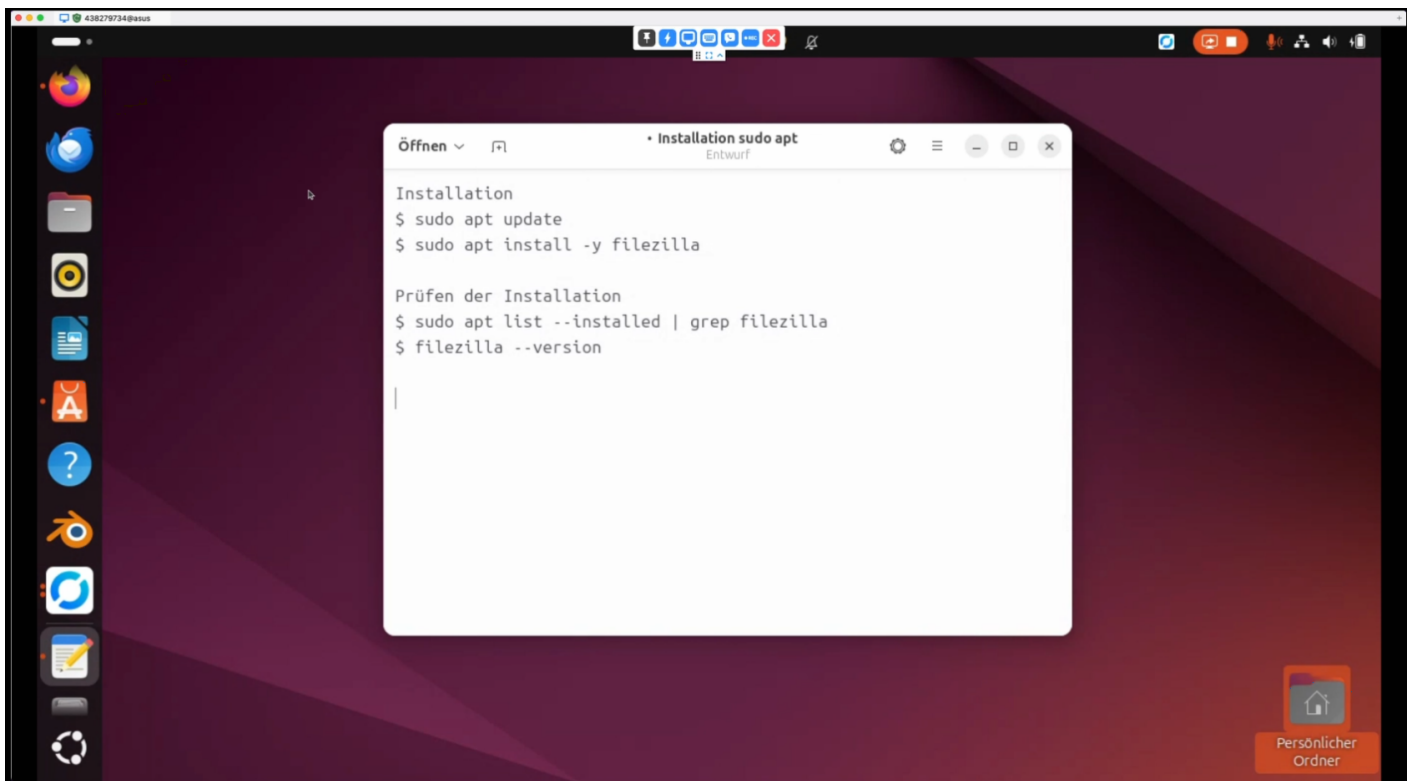 438279734@asus
Öffnen
• Installation sudo apt
Entwurf
Installation
$ sudo apt update
$ sudo apt install -y filezilla
Prüfen der Installation
$ sudo apt list --installed | grep filezilla
$ filezilla --version
Persönlicher
Ordner